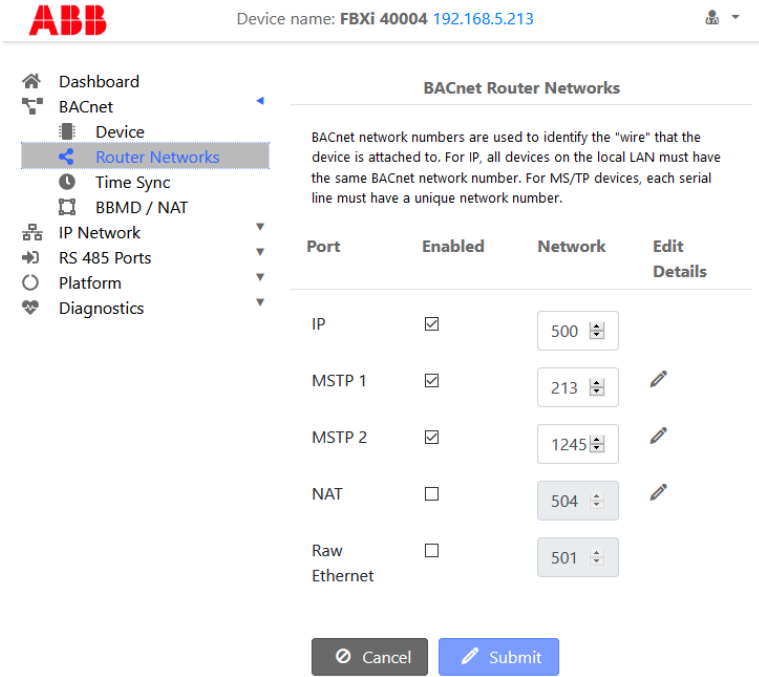 ABB
Device name: FBXi 40004 192.168.5.213
Dashboard
BACnet
Device
Router Networks
Time Sync
BBMD / NAT
IP Network
RS 485 Ports
Platform
Diagnostics
BACnet Router Networks
BACnet network numbers are used to identify the "wire" that the
device is attached to. For IP, all devices on the local LAN must have
the same BACnet network number. For MS/TP devices, each serial
line must have a unique network number.
Port Enabled Network Edit
Details
IP 500
MSTP 1 213
MSTP 2 1245
NAT 504
Raw
Ethernet 501
Cancel Submit